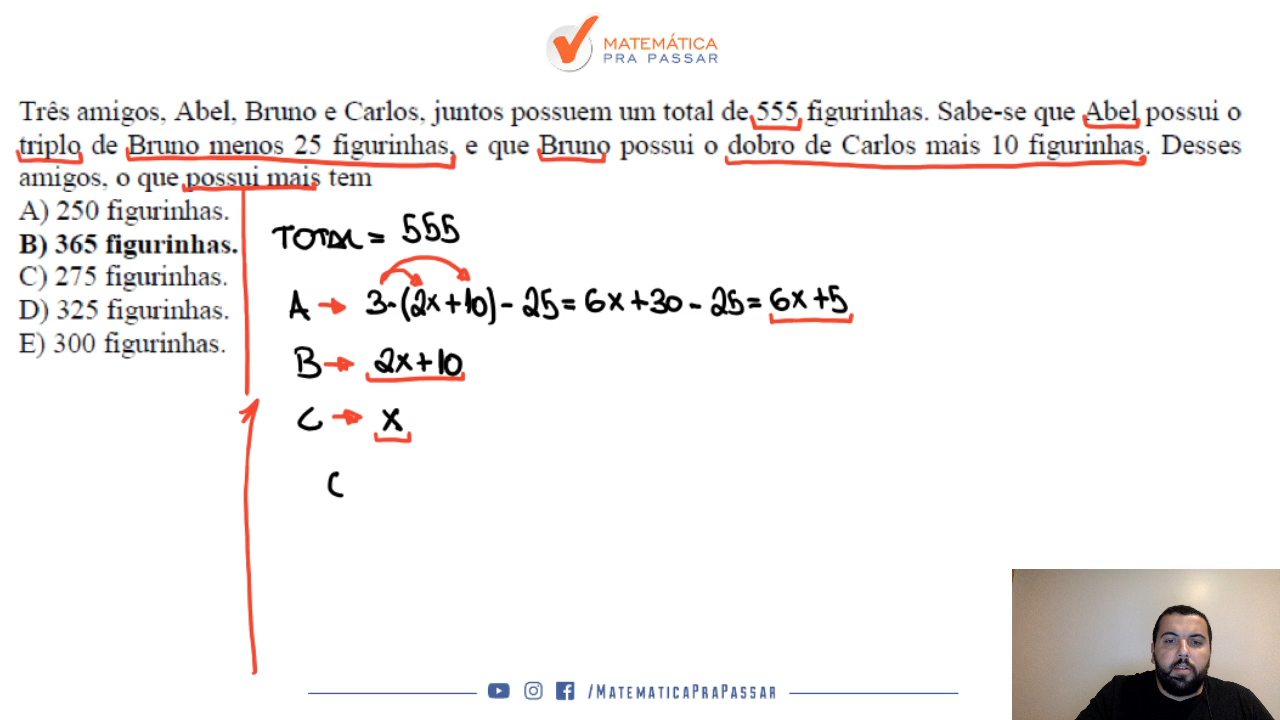 MATEMÁTICA
PRA PASSAR
Três amigos, Abel, Bruno e Carlos, juntos possuem um total de 555 figurinhas. Sabe-se que Abel possui o
triplo de Bruno menos 25 figurinhas, e que Bruno possui o dobro de Carlos mais 10 figurinhas. Desses
amigos, o que possui mais tem
A) 250 figurinhas.
B) 365 figurinhas.
C) 275 figurinhas.
D) 325 figurinhas.
E) 300 figurinhas.
TOTAL = 555
A → 3·(2x+10) - 25 = 6x+30 - 25 = 6x+5
B → 2x+10
C → x
(
/MATEMATICAPRAPASSAR